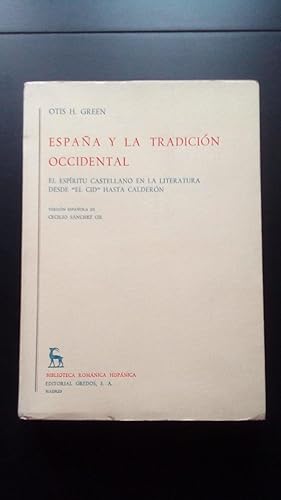 OTIS H. GREEN
ESPAÑA Y LA TRADICIÓN
OCCIDENTAL
EL ESPÍRITU CASTELLANO EN LA LITERATURA
DESDE "EL CID" HASTA CALDERÓN
VERSIÓN ESPAÑOLA DE
CECILIO SÁNCHEZ GIL
BIBLIOTECA ROMÁNICA HISPÁNICA
EDITORIAL GREDOS, S. A.
MADRID